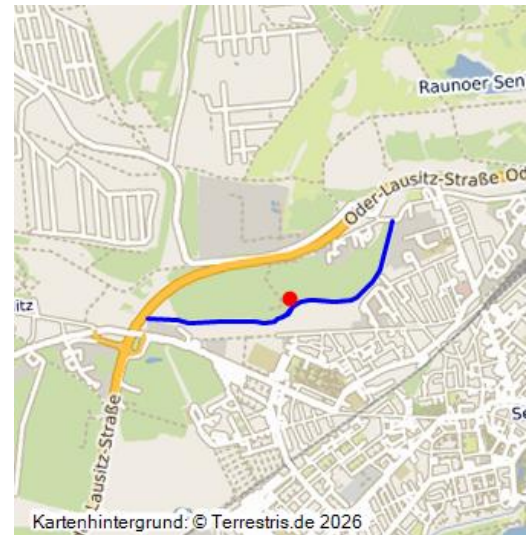 Raunoer Sen
Oder-Lausitz-Straße Od
itz
Lausitz-Straße
Se
Kartenhintergrund: © Terrestris.de 2026